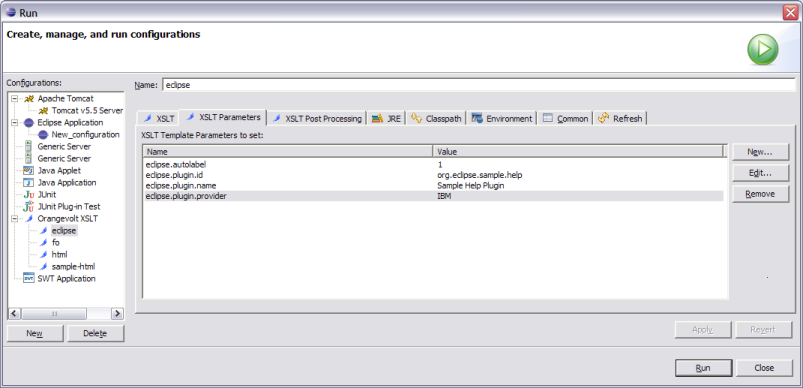 Run
Create, manage, and run configurations
Configurations:
Name: eclipse
Apache Tomcat
Tomcat v5.5 Server
Eclipse Application
New_configuration
Generic Server
Generic Server
Java Applet
Java Application
JUnit
JUnit Plug-in Test
Orangevolt XSLT
eclipse
fo
html
sample-html
SWT Application
New Delete
XSLT XSLT Parameters XSLT Post Processing JRE Classpath Environment Common Refresh
XSLT Template Parameters to set:
Name Value
eclipse.autolabel 1
eclipse.plugin.id org.eclipse.sample.help
eclipse.plugin.name Sample Help Plugin
eclipse.plugin.provider IBM
New...
Edit...
Remove
Apply Revert
Run Close